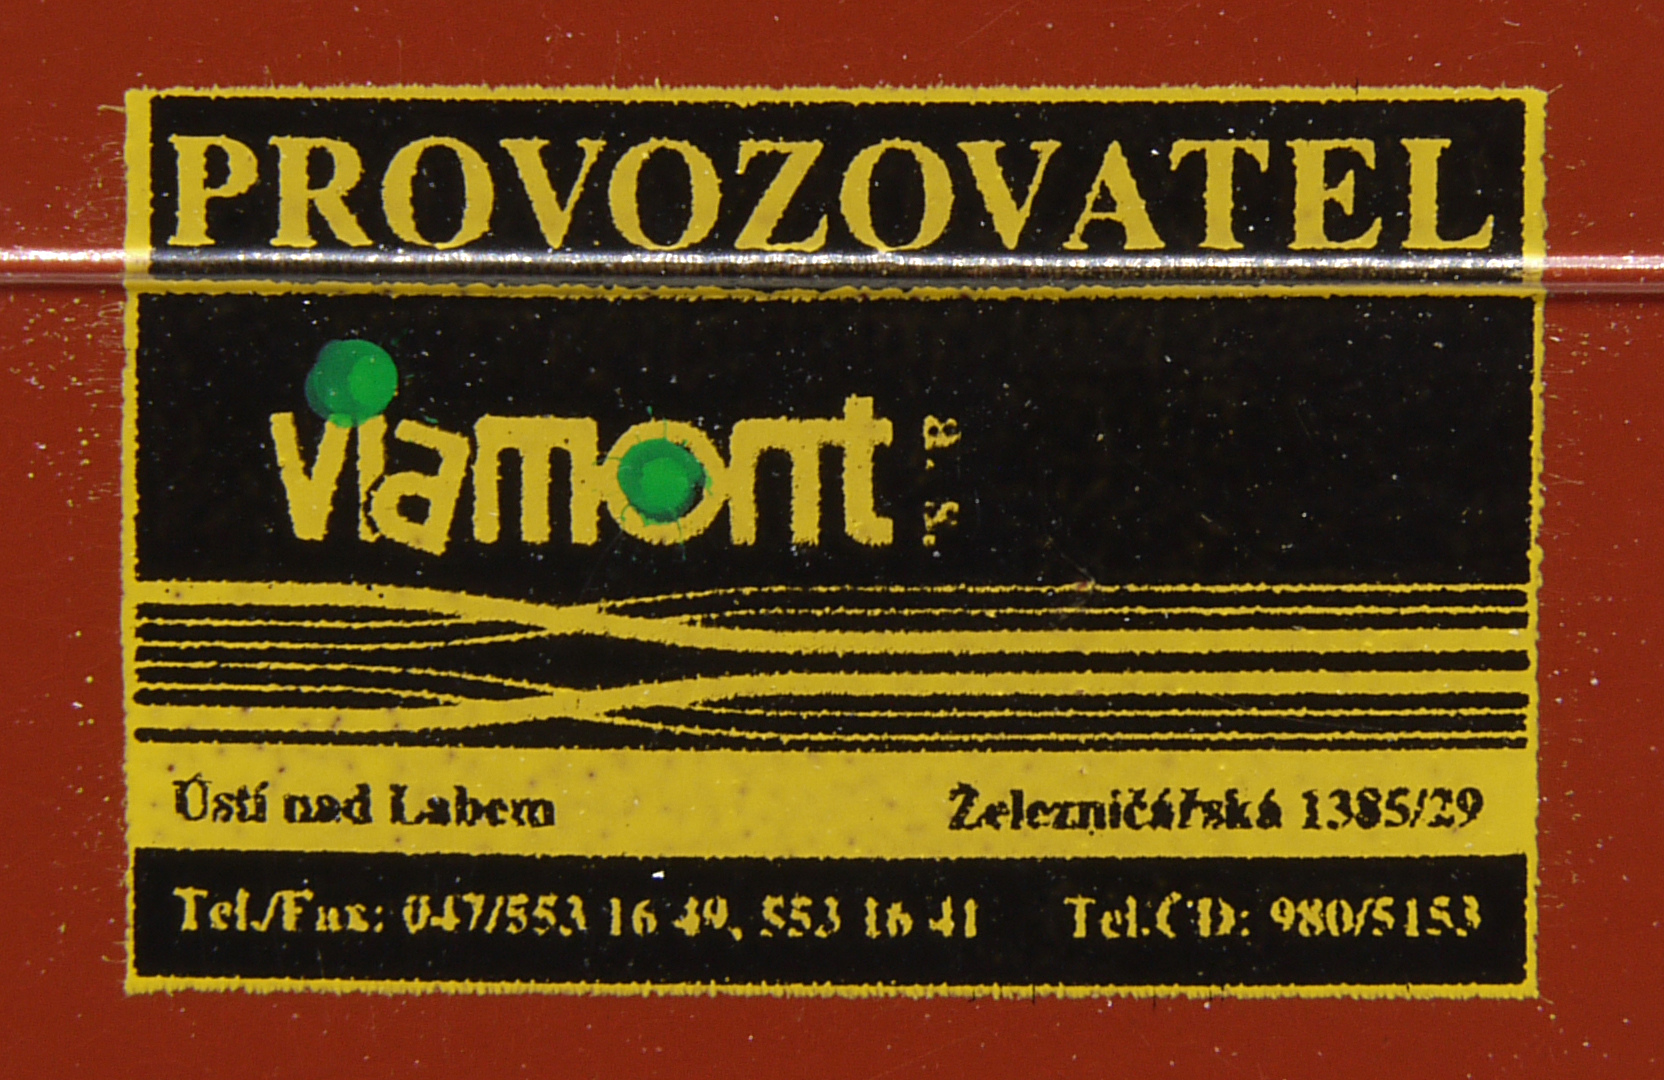 PROVOZOVATEL
viamont a. s.
Ústí nad Labem Železničářská 1385/29
Tel./Fax: 047/553 16 49, 553 16 41 Tel.ČD: 980/5153